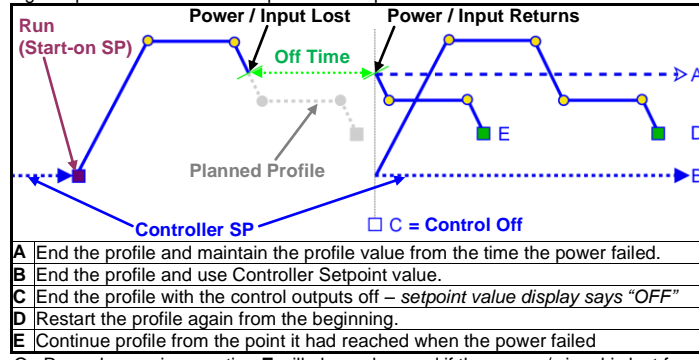 Power / Input Lost
Power / Input Returns
Run
(Start-on SP)
Off Time
A
E
D
Planned Profile
B
Controller SP
C = Control Off
A End the profile and maintain the profile value from the time the power failed.
B End the profile and use Controller Setpoint value.
C End the profile with the control outputs off – setpoint value display says “OFF”
D Restart the profile again from the beginning.
E Continue profile from the point it had reached when the power failed